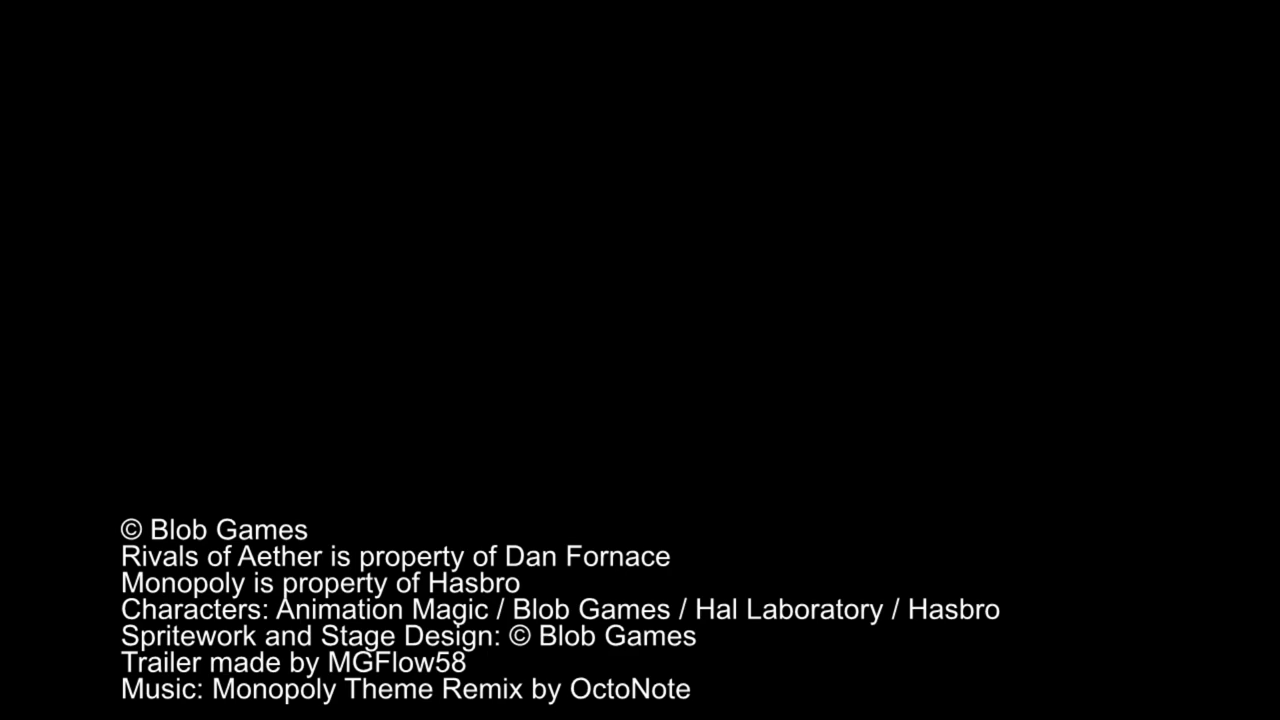 © Blob Games
Rivals of Aether is property of Dan Fornace
Monopoly is property of Hasbro
Characters: Animation Magic / Blob Games / Hal Laboratory / Hasbro
Spritework and Stage Design: © Blob Games
Trailer made by MGFlow58
Music: Monopoly Theme Remix by OctoNote